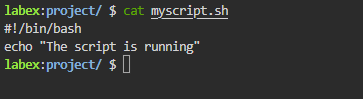 labex:project/ $ cat myscript.sh
#!/bin/bash
echo "The script is running"
labex:project/ $